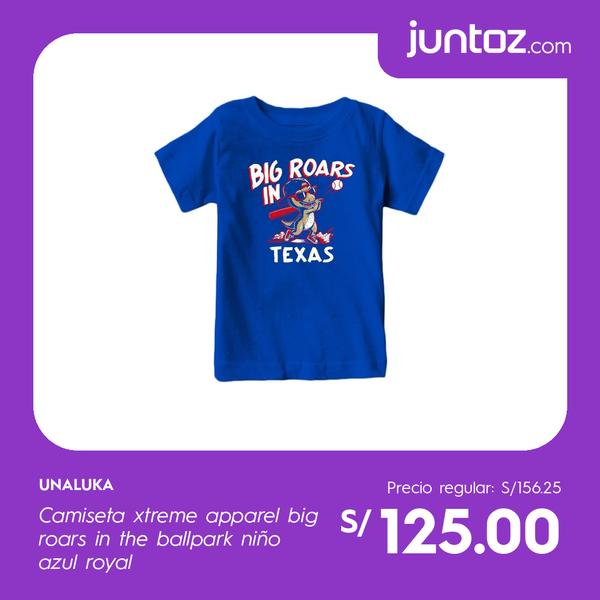 juntoz.com
BIG ROARS
IN
TEXAS
UNALUKA
Camiseta xtreme apparel big
roars in the ballpark niño
azul royal
Precio regular: S/156.25
S/125.00